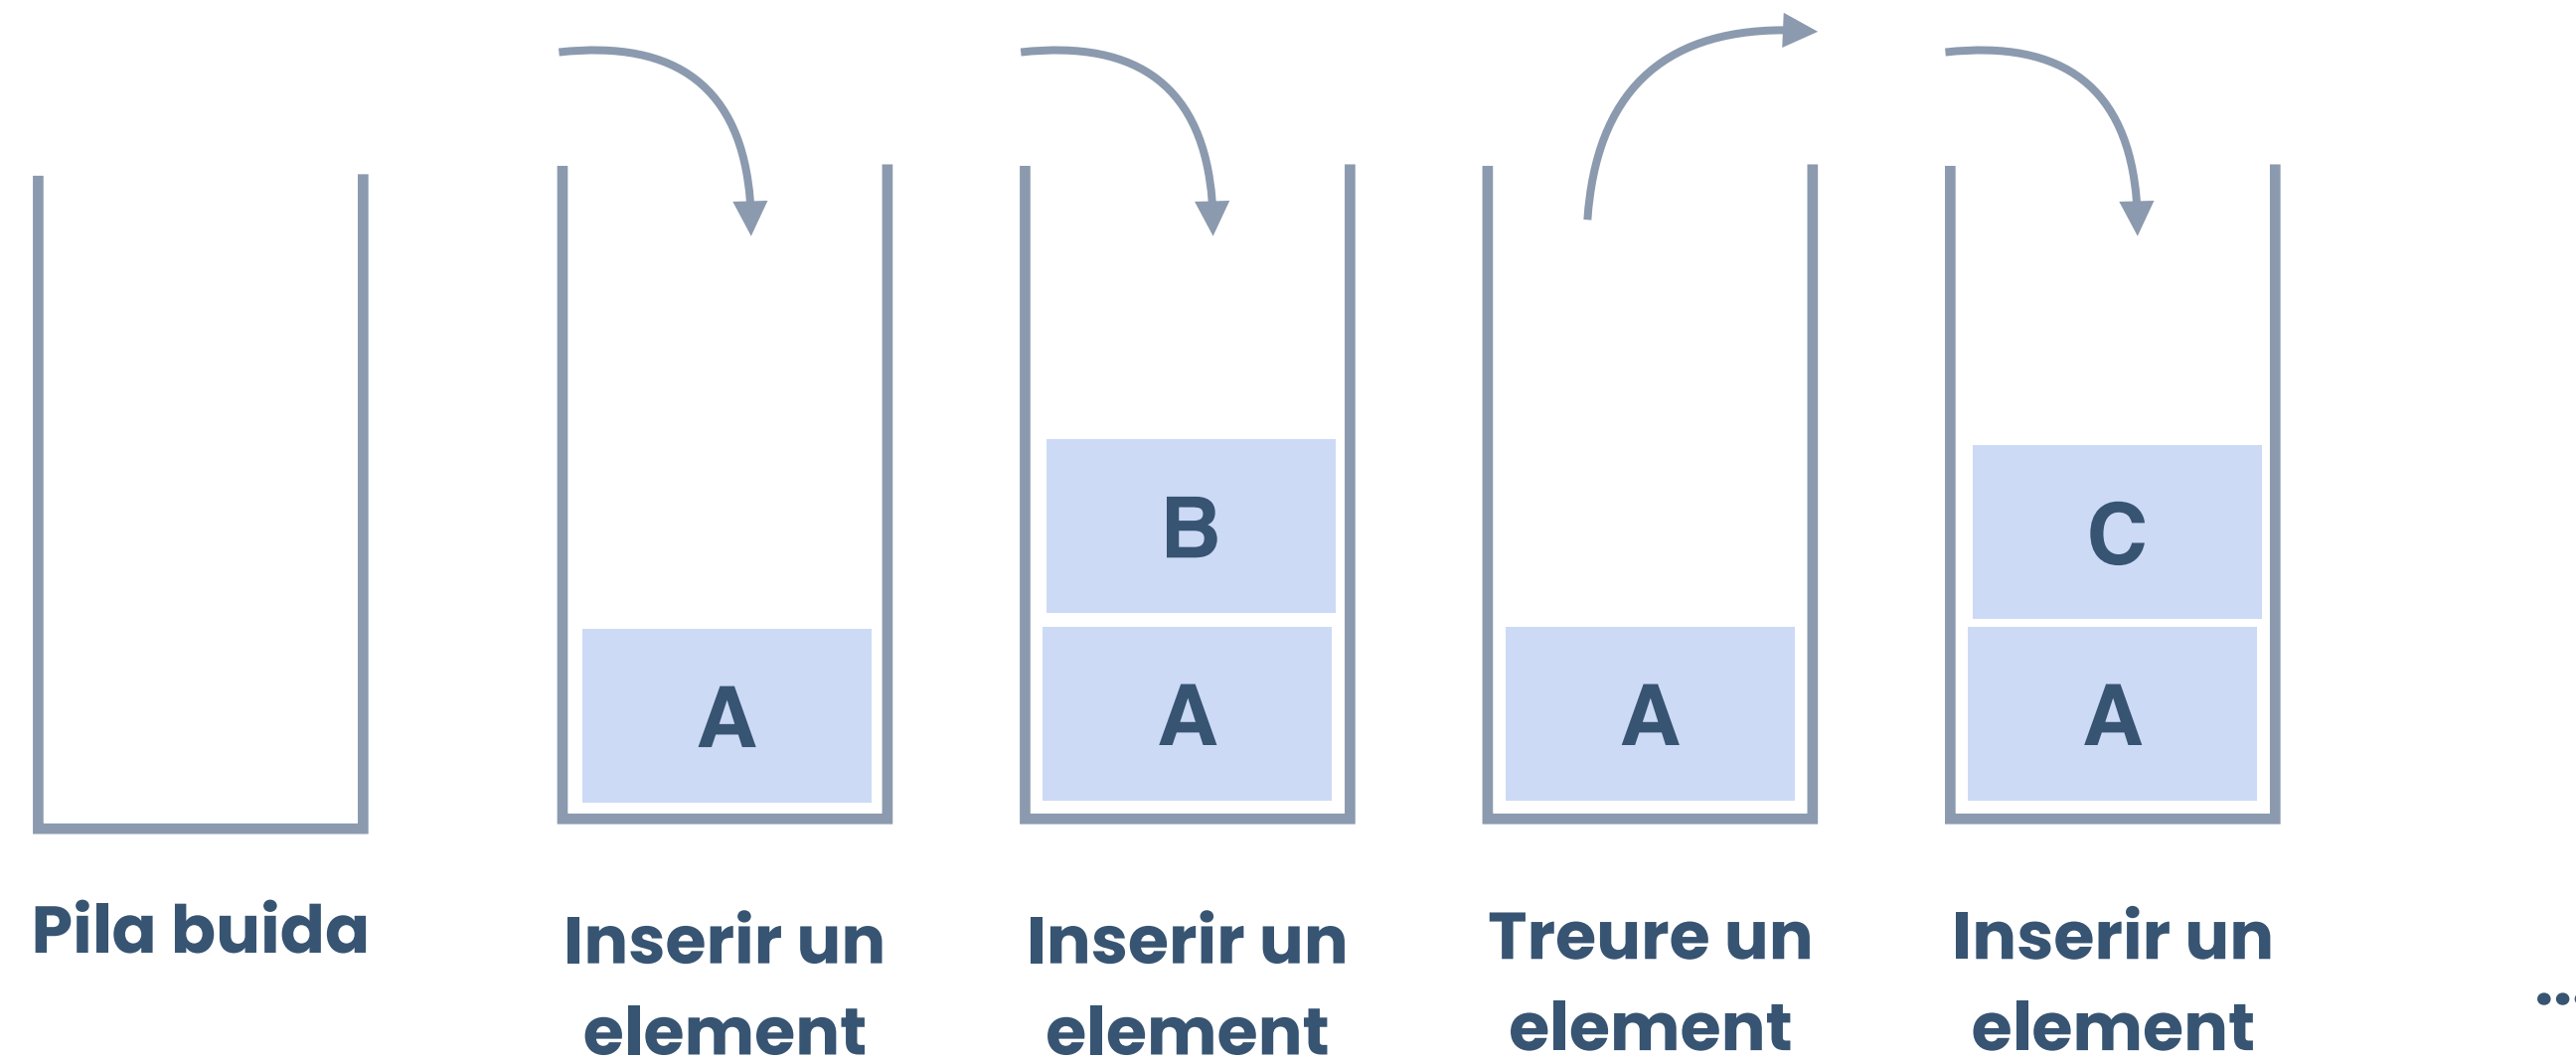 B
C
A
A
A
A
Pila buida
Inserir un
element
Inserir un
element
Treure un
element
Inserir un
element
...